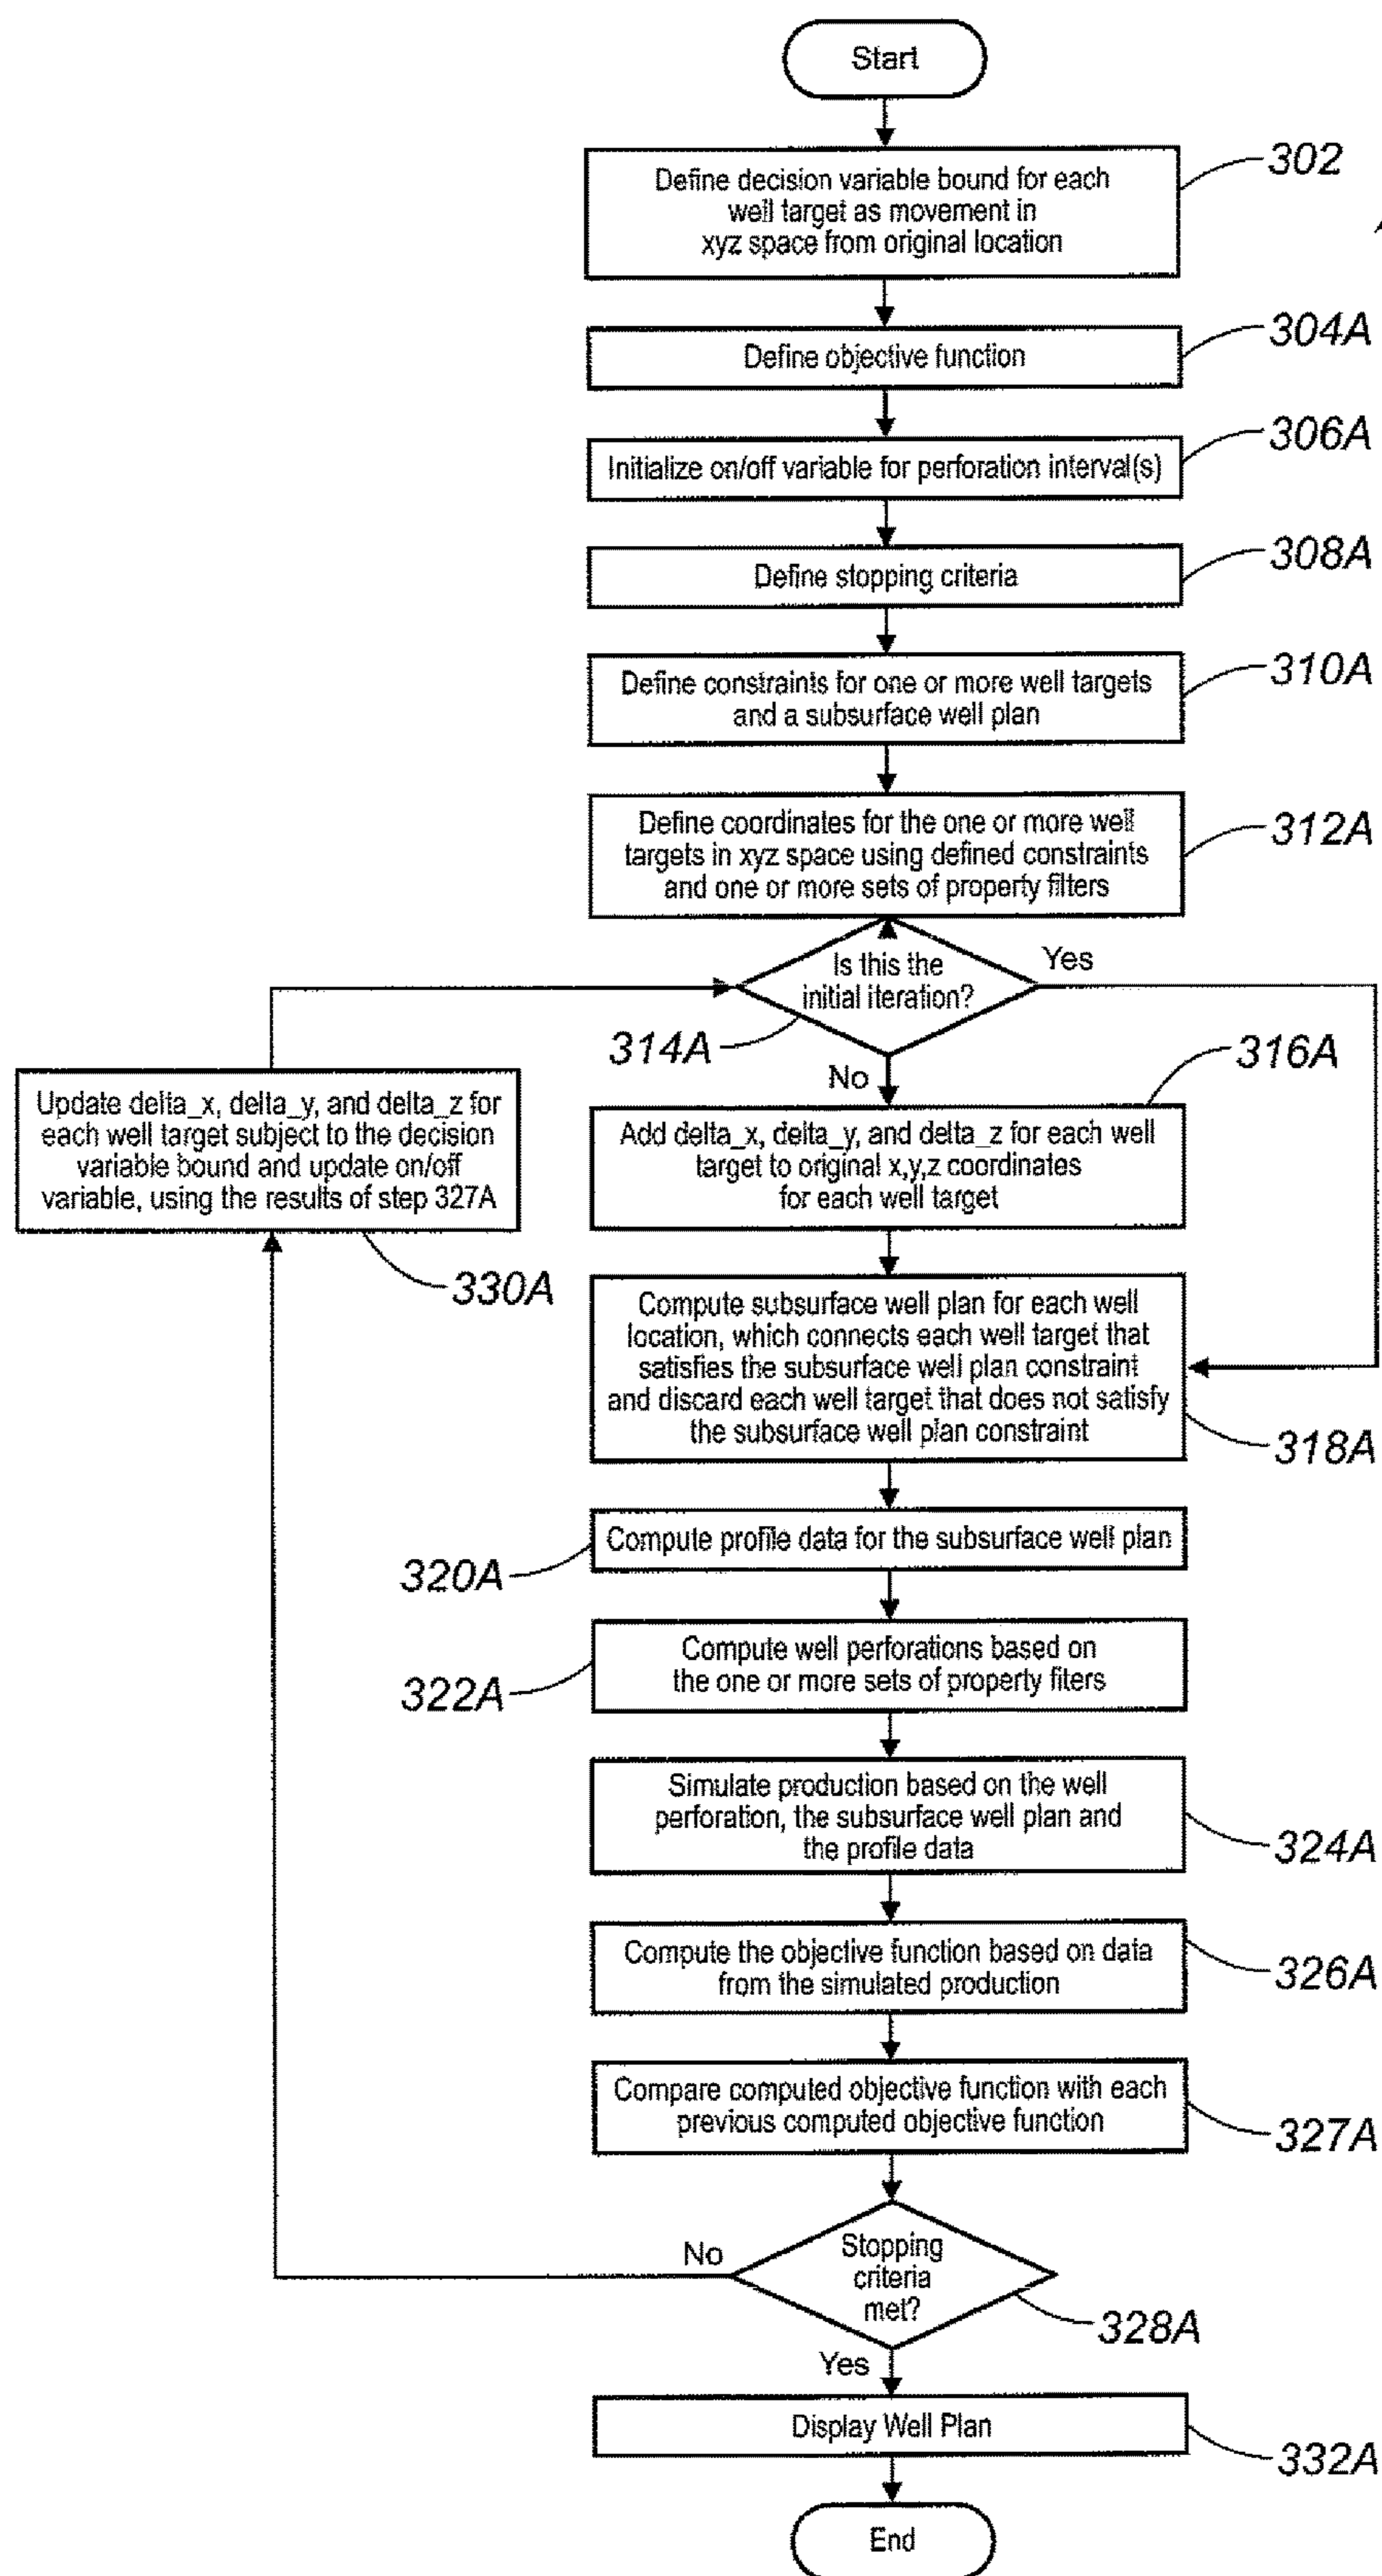 Start
Define decision variable bound for each
well target as movement in
xyz space from original location
302
Define objective function
304A
Initialize on/off variable for perforation interval(s)
306A
Define stopping criteria
308A
Define constraints for one or more well targets
and a subsurface well plan
310A
Define coordinates for the one or more well
targets in xyz space using defined constraints
and one or more sets of property filters
312A
Is this the
initial iteration?
Yes
314A
No
316A
Add delta_x, delta_y, and delta_z for each well
target to original x,y,z coordinates
for each well target
Update delta_x, delta_y, and delta_z for
each well target subject to the decision
variable bound and update on/off
variable, using the results of step 327A
330A
Compute subsurface well plan for each well
location, which connects each well target that
satisfies the subsurface well plan constraint
and discard each well target that does not satisfy
the subsurface well plan constraint
318A
Compute profile data for the subsurface well plan
320A
Compute well perforations based on
the one or more sets of property fiters
322A
Simulate production based on the well
perforation, the subsurface well plan and
the profile data
324A
Compute the objective function based on data
from the simulated production
326A
Compare computed objective function with each
previous computed objective function
327A
No
Stopping
criteria
met?
328A
Yes
Display Well Plan
332A
End